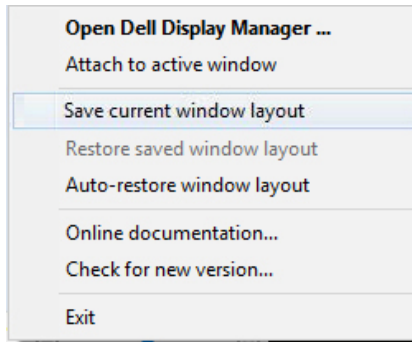 Open Dell Display Manager ...
Attach to active window
Save current window layout
Restore saved window layout
Auto-restore window layout
Online documentation...
Check for new version...
Exit